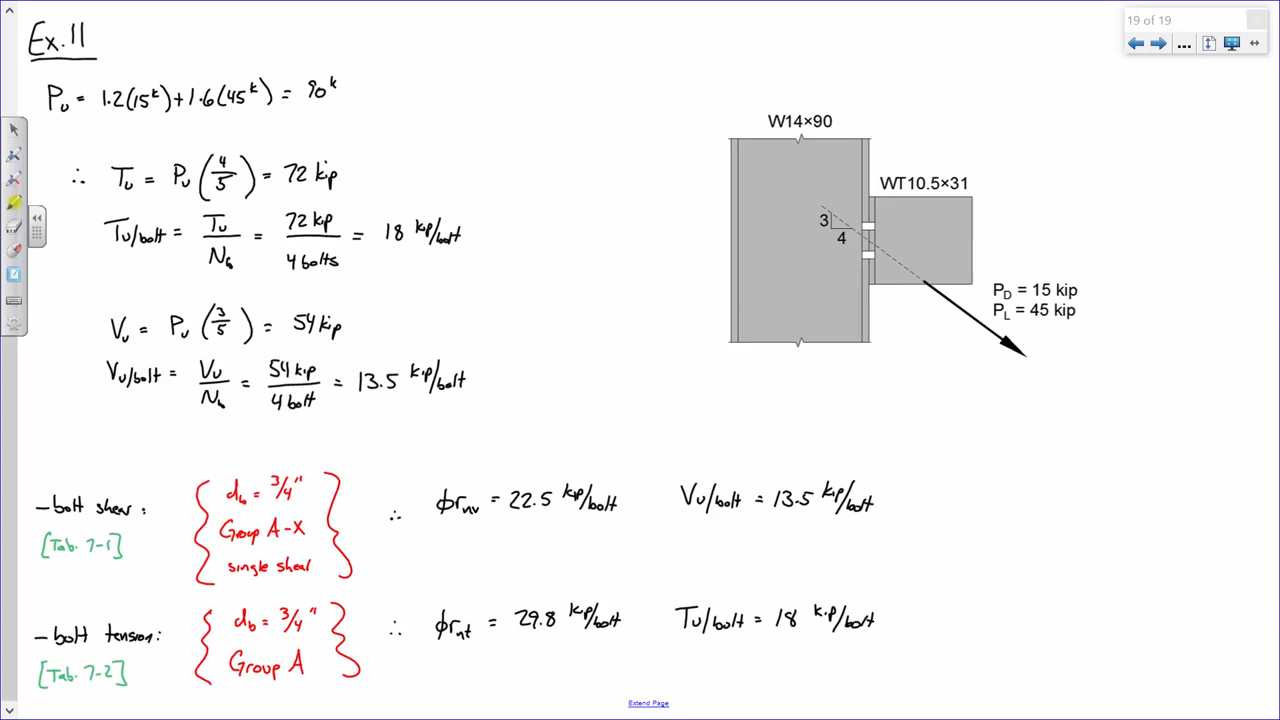 Ex. 11
19 of 19
Pu = 1.2(15k)+1.6(45k) = 90k
W14×90
∴ Tu = Pu (4/5) = 72 kip
WT10.5×31
Tu/bolt = Tu/Nb = 72 kip/4 bolts = 18 kip/bolt
3
4
PD = 15 kip
PL = 45 kip
Vu = Pu (3/5) = 54 kip
Vu/bolt = Vu/Nb = 54 kip/4 bolt = 13.5 kip/bolt
-bolt shear: { db = 3/4" } ∴ ϕrnv = 22.5 kip/bolt Vu/bolt = 13.5 kip/bolt
[Tab. 7-1] Group A-X
single shear
-bolt tension: { db = 3/4" } ∴ ϕrnt = 29.8 kip/bolt Tu/bolt = 18 kip/bolt
[Tab. 7-2] Group A
Extend Page